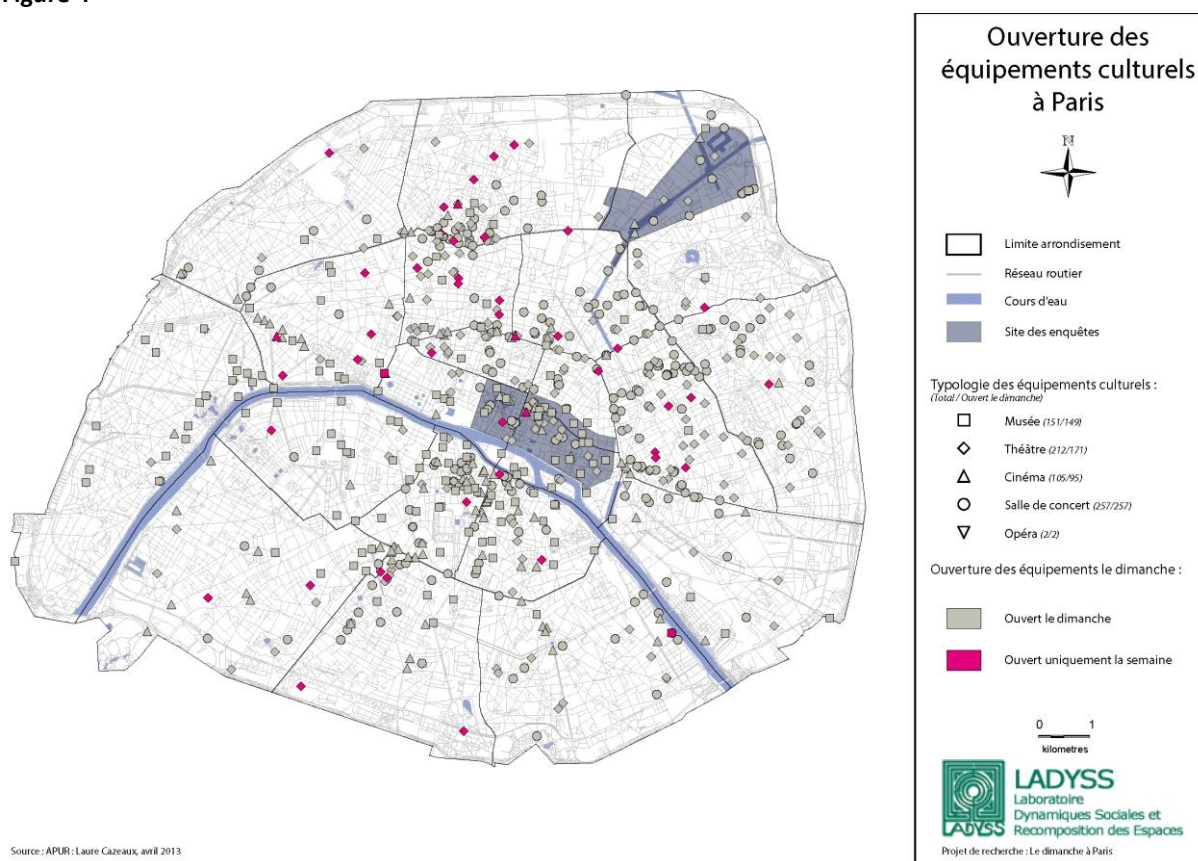 Ouverture des
équipements culturels
à Paris
N
Limite arrondisement
Réseau routier
Cours d'eau
Site des enquêtes
Typologie des équipements culturels :
(Total / Ouvert le dimanche)
Musée (151/149)
Théâtre (212/171)
Cinéma (105/95)
Salle de concert (257/257)
Opéra (2/2)
Ouverture des équipements le dimanche :
Ouvert le dimanche
Ouvert uniquement la semaine
0 1
kilometres
LADYSS
LADYSS
Laboratoire
Dynamiques Sociales et
Recomposition des Espaces
Projet de recherche : Le dimanche à Paris
Source : APUR : Laure Cazeaux, avril 2013